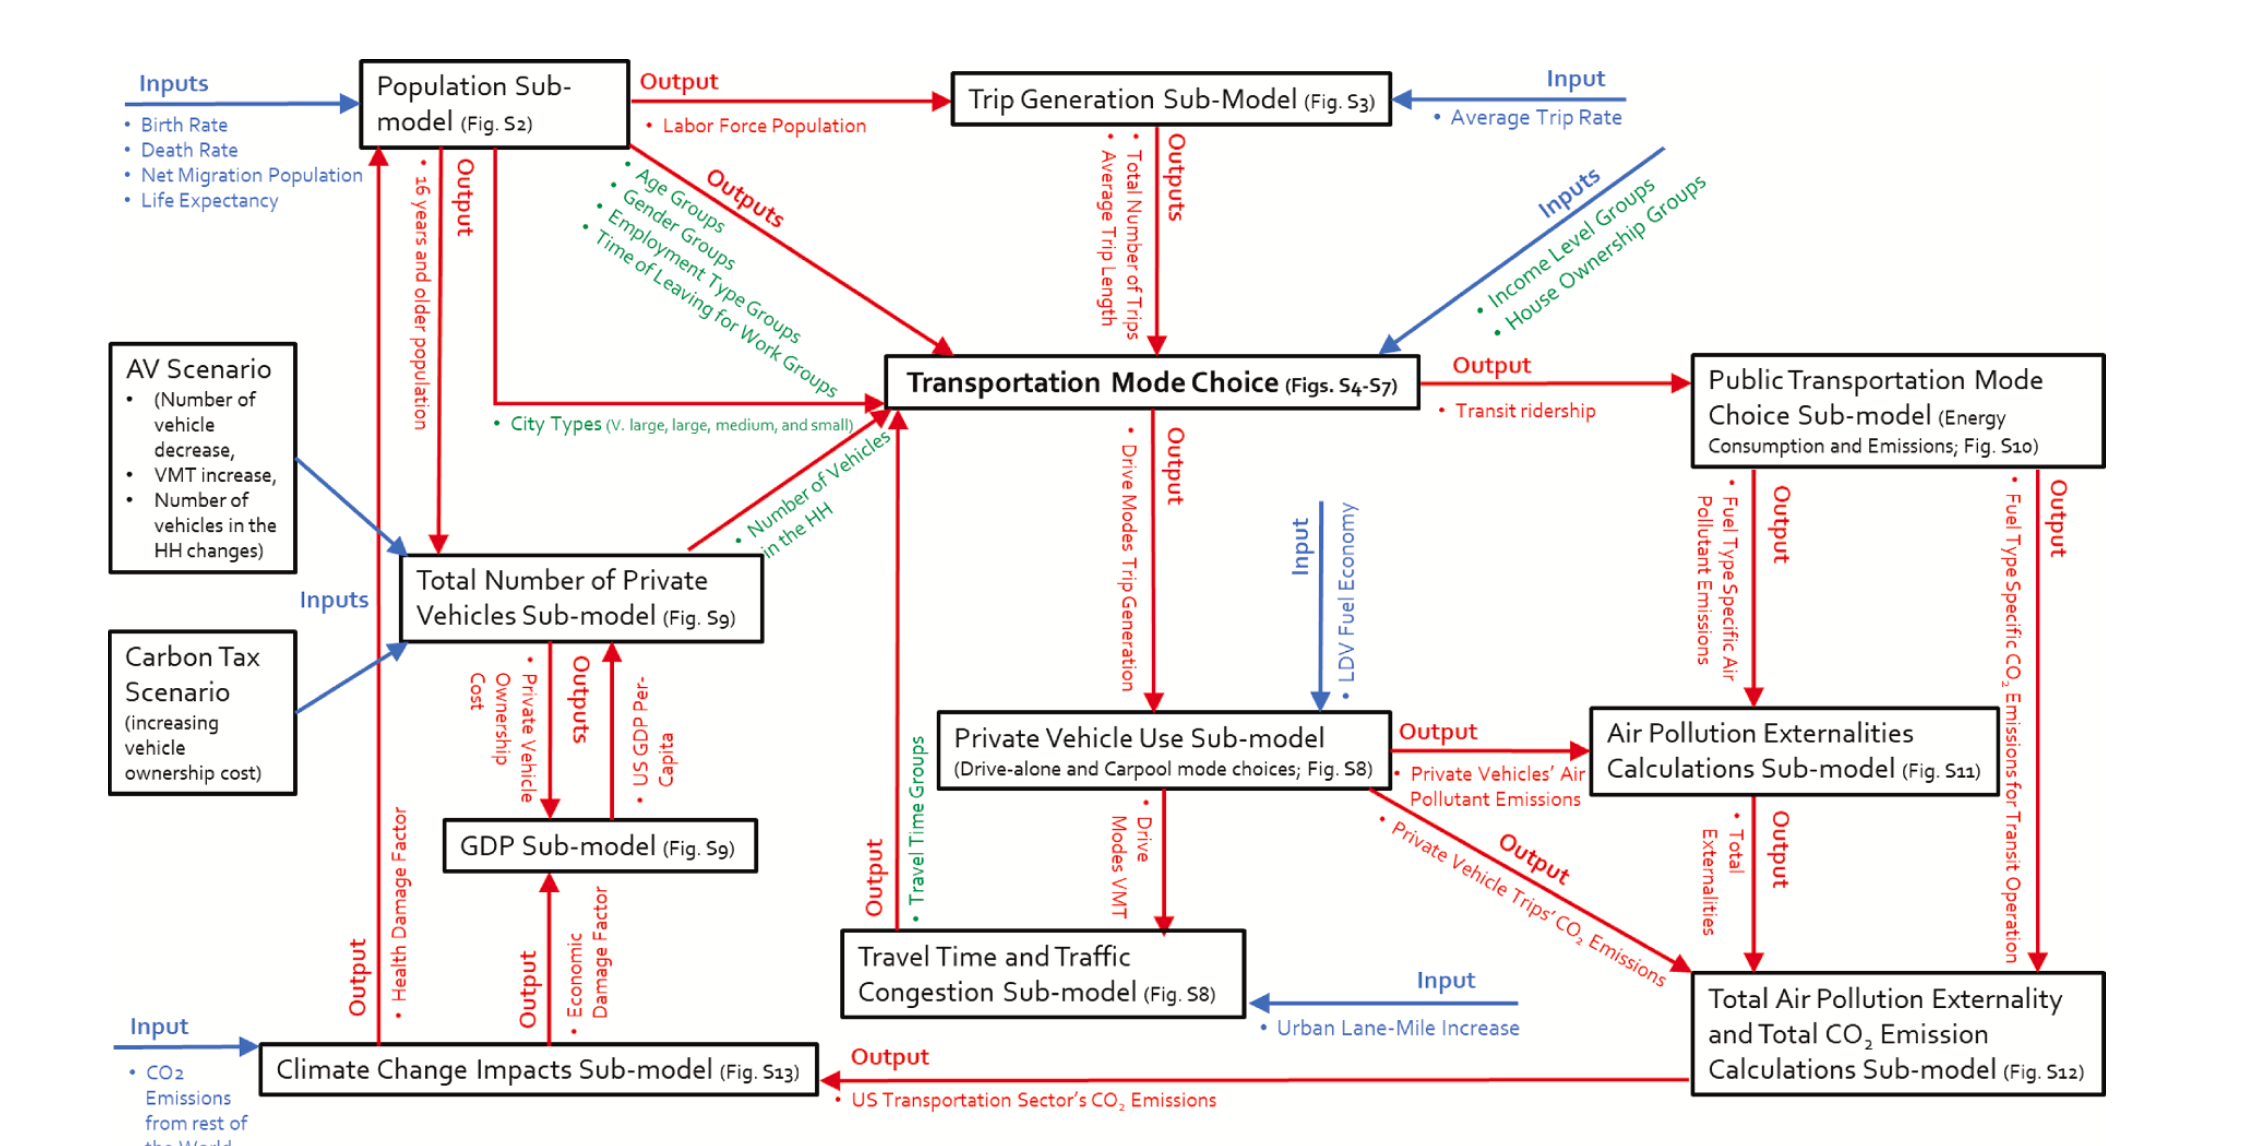 Inputs
• Birth Rate
• Death Rate
• Net Migration Population
• Life Expectancy
Population Sub-
model (Fig. S2)
Output
• Labor Force Population
Trip Generation Sub-Model (Fig. S3)
Input
• Average Trip Rate
Output
• 16 years and older population
Outputs
• Age Groups
• Gender Groups
• Employment Type Groups
• Time of Leaving for Work Groups
Outputs
• Total Number of Trips
• Average Trip Length
Inputs
• Income Level Groups
• House Ownership Groups
AV Scenario
• (Number of
vehicle
decrease,
• VMT increase,
• Number of
vehicles in the
HH changes)
• City Types (V. large, large, medium, and small)
Transportation Mode Choice (Figs. S4-S7)
Output
• Transit ridership
Public Transportation Mode
Choice Sub-model (Energy
Consumption and Emissions; Fig. S10)
• Number of Vehicles
in the HH
Output
• Drive Modes Trip Generation
Input
• LDV Fuel Economy
Output
• Fuel Type Specific Air
Pollutant Emissions
Output
• Fuel Type Specific CO₂ Emissions for Transit Operation
Inputs
Total Number of Private
Vehicles Sub-model (Fig. S9)
Carbon Tax
Scenario
(increasing
vehicle
ownership cost)
Outputs
• Private Vehicle
Ownership
Cost
• US GDP Per-
Capita
GDP Sub-model (Fig. S9)
Private Vehicle Use Sub-model
(Drive-alone and Carpool mode choices; Fig. S8)
Output
• Private Vehicles’ Air
Pollutant Emissions
Air Pollution Externalities
Calculations Sub-model (Fig. S11)
Output
• Travel Time Groups
• Drive
Modes VMT
Output
• Private Vehicle Trips’ CO₂ Emissions
Output
• Total
Externalities
Output
• Health Damage Factor
Output
• Economic
Damage Factor
Travel Time and Traffic
Congestion Sub-model (Fig. S8)
Input
• Urban Lane-Mile Increase
Total Air Pollution Externality
and Total CO₂ Emission
Calculations Sub-model (Fig. S12)
Input
• CO2
Emissions
from rest of
the World
Climate Change Impacts Sub-model (Fig. S13)
Output
• US Transportation Sector’s CO₂ Emissions